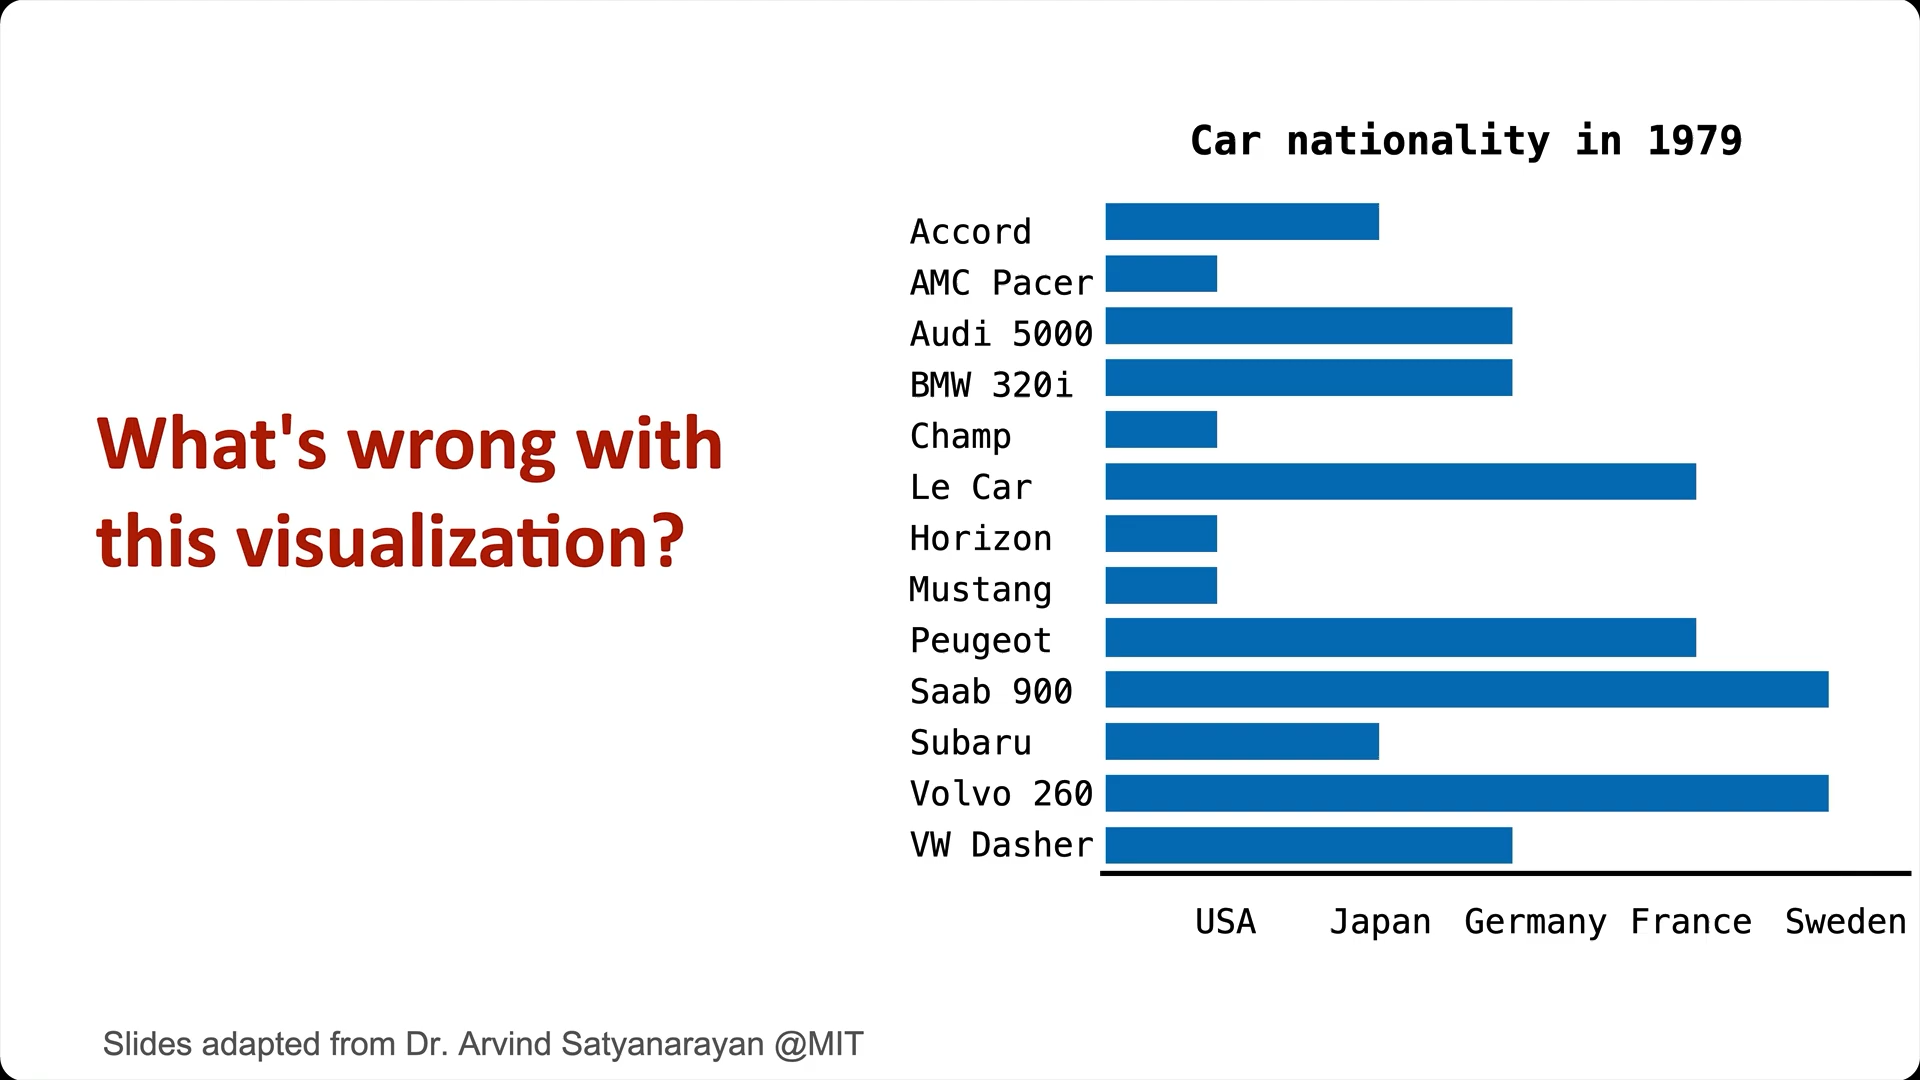 What's wrong with
this visualization?
Car nationality in 1979
Accord
AMC Pacer
Audi 5000
BMW 320i
Champ
Le Car
Horizon
Mustang
Peugeot
Saab 900
Subaru
Volvo 260
VW Dasher
USA Japan Germany France Sweden
Slides adapted from Dr. Arvind Satyanarayan @MIT